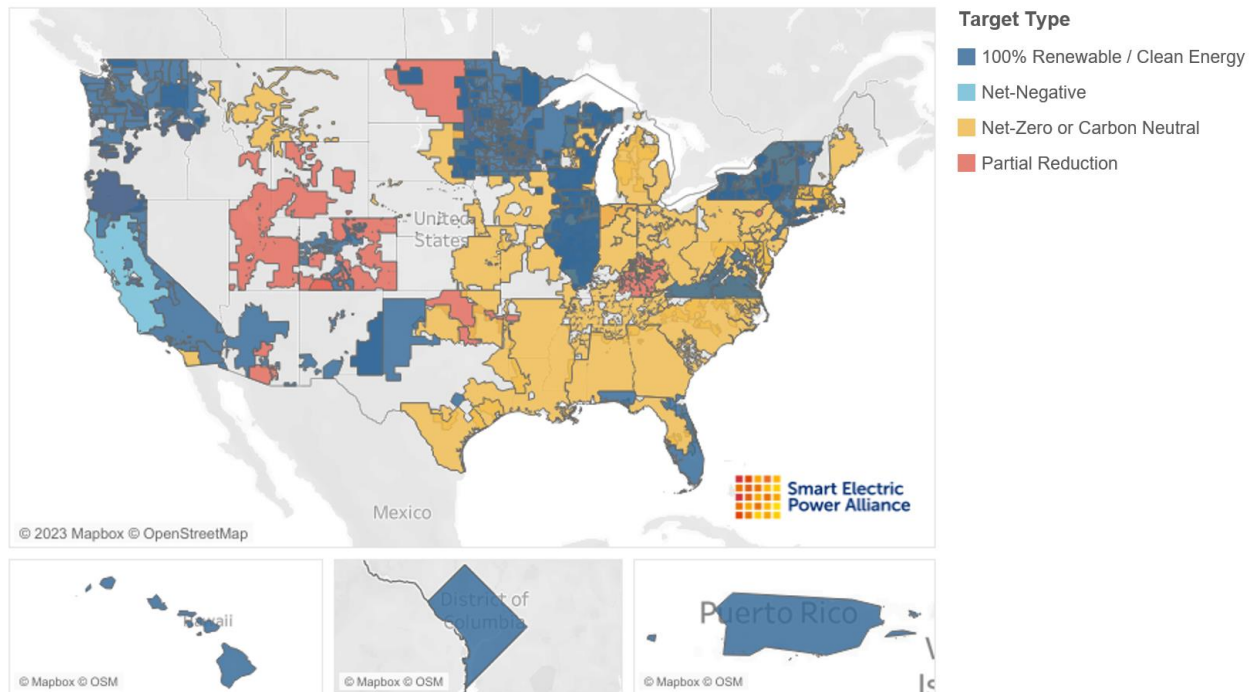 Target Type
100% Renewable / Clean Energy
Net-Negative
Net-Zero or Carbon Neutral
Partial Reduction
United
States
Mexico
Smart Electric
Power Alliance
© 2023 Mapbox © OpenStreetMap
Hawaii
© Mapbox © OSM
District of
Columbia
© Mapbox © OSM
Puerto Rico
© Mapbox © OSM